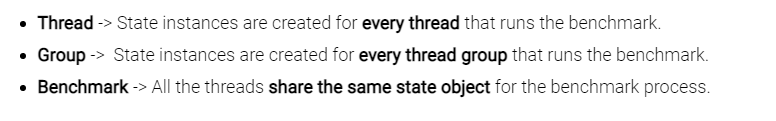 • Thread -> State instances are created for every thread that runs the benchmark.
• Group -> State instances are created for every thread group that runs the benchmark.
• Benchmark -> All the threads share the same state object for the benchmark process.